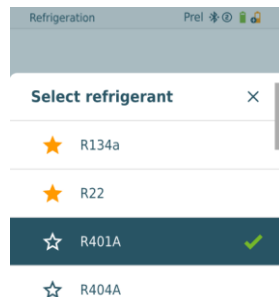 Refrigeration Prel
Select refrigerant
R134a
R22
R401A
R404A